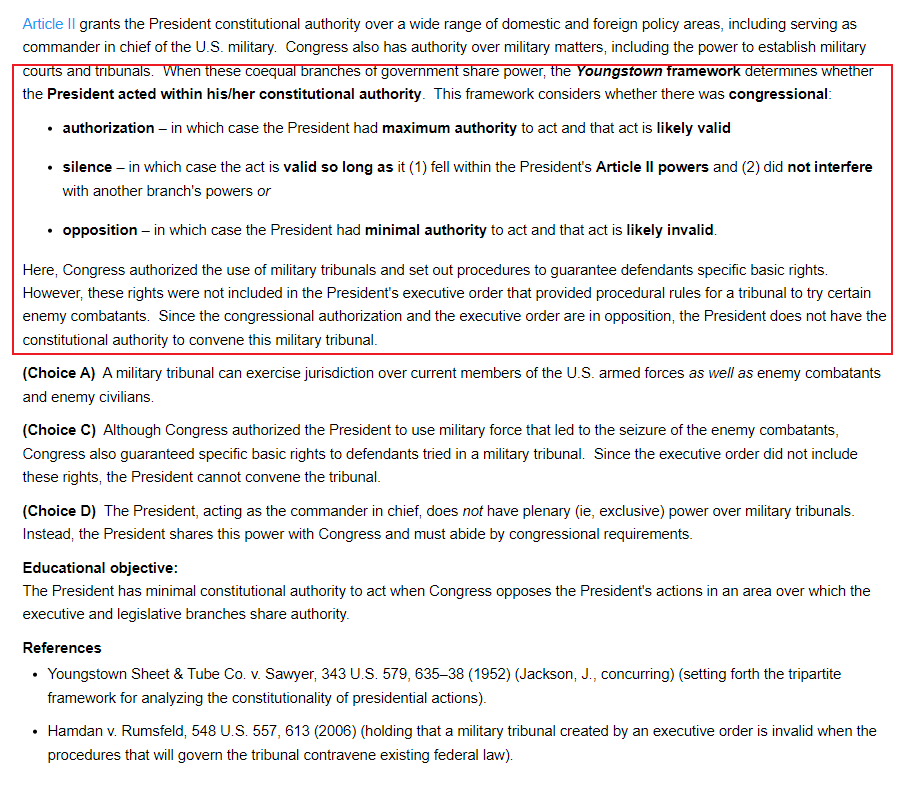 Article II grants the President constitutional authority over a wide range of domestic and foreign policy areas, including serving as
commander in chief of the U.S. military.  Congress also has authority over military matters, including the power to establish military
courts and tribunals.  When these coequal branches of government share power, the Youngstown framework determines whether
the President acted within his/her constitutional authority.  This framework considers whether there was congressional:
• authorization – in which case the President had maximum authority to act and that act is likely valid
• silence – in which case the act is valid so long as it (1) fell within the President's Article II powers and (2) did not interfere
with another branch's powers or
• opposition – in which case the President had minimal authority to act and that act is likely invalid.
Here, Congress authorized the use of military tribunals and set out procedures to guarantee defendants specific basic rights.
However, these rights were not included in the President's executive order that provided procedural rules for a tribunal to try certain
enemy combatants.  Since the congressional authorization and the executive order are in opposition, the President does not have the
constitutional authority to convene this military tribunal.
(Choice A)  A military tribunal can exercise jurisdiction over current members of the U.S. armed forces as well as enemy combatants
and enemy civilians.
(Choice C)  Although Congress authorized the President to use military force that led to the seizure of the enemy combatants,
Congress also guaranteed specific basic rights to defendants tried in a military tribunal.  Since the executive order did not include
these rights, the President cannot convene the tribunal.
(Choice D)  The President, acting as the commander in chief, does not have plenary (ie, exclusive) power over military tribunals.
Instead, the President shares this power with Congress and must abide by congressional requirements.
Educational objective:
The President has minimal constitutional authority to act when Congress opposes the President's actions in an area over which the
executive and legislative branches share authority.
References
• Youngstown Sheet & Tube Co. v. Sawyer, 343 U.S. 579, 635–38 (1952) (Jackson, J., concurring) (setting forth the tripartite
framework for analyzing the constitutionality of presidential actions).
• Hamdan v. Rumsfeld, 548 U.S. 557, 613 (2006) (holding that a military tribunal created by an executive order is invalid when the
procedures that will govern the tribunal contravene existing federal law).